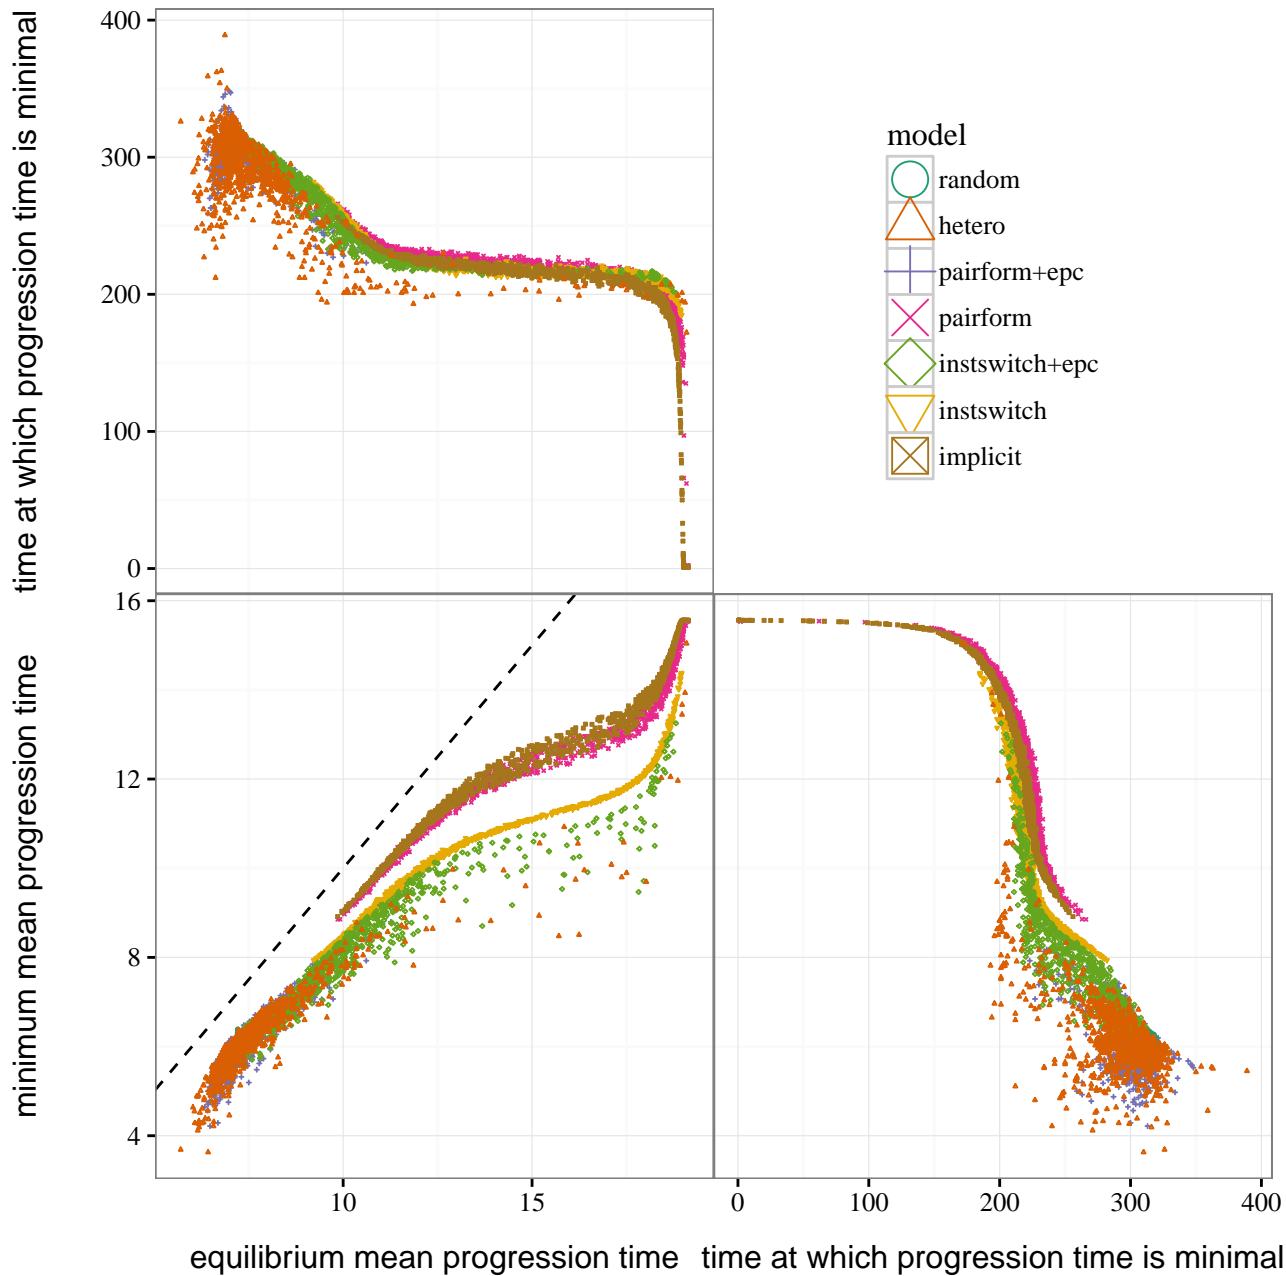 time at which progression time is minimal
400
300
200
100
0
model
random
hetero
pairform+epc
pairform
instswitch+epc
instswitch
implicit
minimum mean progression time
16
12
8
4
10
15
0
100
200
300
400
equilibrium mean progression time
time at which progression time is minimal